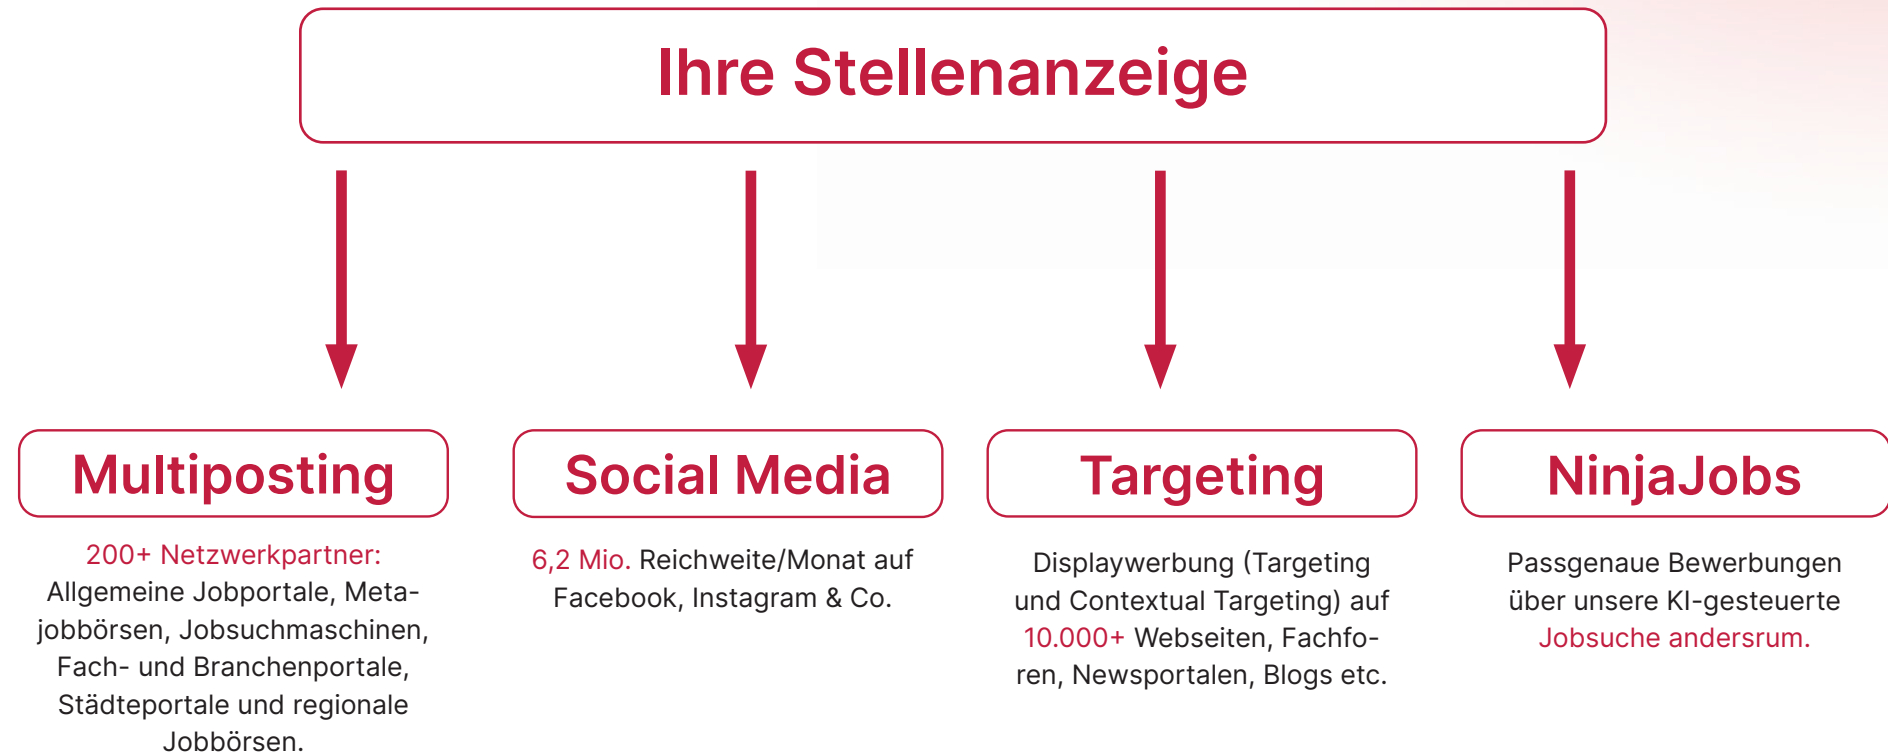 Ihre Stellenanzeige
Multiposting
200+ Netzwerkpartner:
Allgemeine Jobportale, Meta-
jobbörsen, Jobsuchmaschinen,
Fach- und Branchenportale,
Städteportale und regionale
Jobbörsen.
Social Media
6,2 Mio. Reichweite/Monat auf
Facebook, Instagram & Co.
Targeting
Displaywerbung (Targeting
und Contextual Targeting) auf
10.000+ Webseiten, Fachfo-
ren, Newsportalen, Blogs etc.
NinjaJobs
Passgenaue Bewerbungen
über unsere KI-gesteuerte
Jobsuche andersrum.